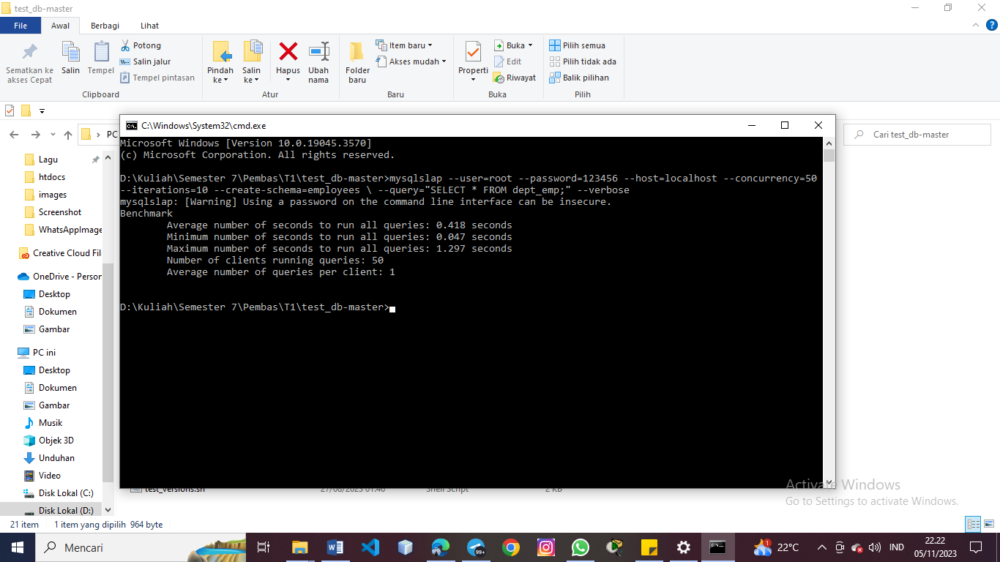 test_db-master
File Awal Berbagi Lihat
Sematkan ke akses Cepat
Salin
Tempel
Potong
Salin jalur
Tempel pintasan
Clipboard
Pindah ke
Salin ke
Hapus
Ubah nama
Atur
Folder baru
Item baru
Akses mudah
Baru
Properti
Buka
Edit
Riwayat
Buka
Pilih semua
Pilih tidak ada
Balik pilihan
Pilih
PC
Cari test_db-master
C:\Windows\System32\cmd.exe
Microsoft Windows [Version 10.0.19045.3570]
(c) Microsoft Corporation. All rights reserved.
D:\Kuliah\Semester 7\Pembas\T1\test_db-master>mysqlslap --user=root --password=123456 --host=localhost --concurrency=50
--iterations=10 --create-schema=employees \ --query="SELECT * FROM dept_emp;" --verbose
mysqlslap: [Warning] Using a password on the command line interface can be insecure.
Benchmark
Average number of seconds to run all queries: 0.418 seconds
Minimum number of seconds to run all queries: 0.047 seconds
Maximum number of seconds to run all queries: 1.297 seconds
Number of clients running queries: 50
Average number of queries per client: 1
D:\Kuliah\Semester 7\Pembas\T1\test_db-master>
Lagu
htdocs
images
Screenshot
WhatsAppImage
Creative Cloud Fil
OneDrive - Person
Desktop
Dokumen
Gambar
PC ini
Desktop
Dokumen
Gambar
Musik
Objek 3D
Unduhan
Video
Disk Lokal (C:)
Disk Lokal (D:)
test_versions.sh 27/08/2023 01.46 Shell Script 2 KB
Activate Windows
Go to Settings to activate Windows.
21 item 1 item yang dipilih 964 byte
Mencari
99+
22°C
1
IND
22.22
05/11/2023